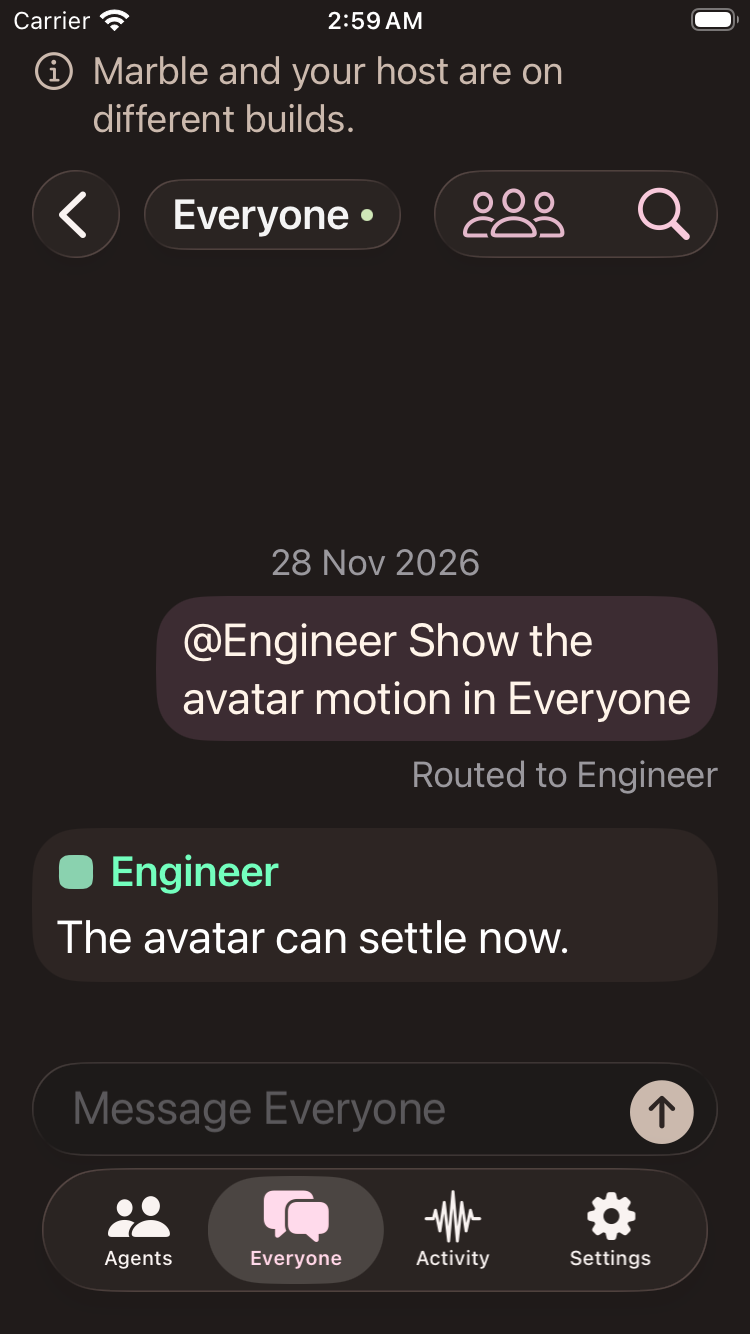 Carrier 2:59 AM
Marble and your host are on
different builds.
Everyone
28 Nov 2026
@Engineer Show the
avatar motion in Everyone
Routed to Engineer
Engineer
The avatar can settle now.
Message Everyone
Agents Everyone Activity Settings